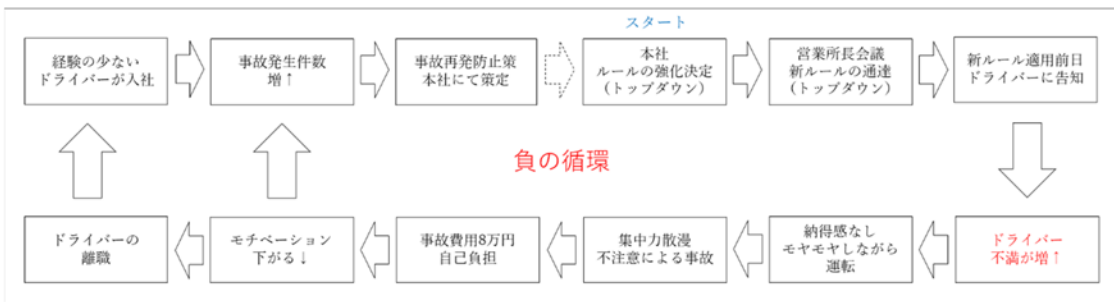 スタート
経験の少ない
ドライバーが入社
事故発生件数
増↑
事故再発防止策
本社にて策定
本社
ルールの強化決定
(トップダウン)
営業所長会議
新ルールの通達
(トップダウン)
新ルール適用前日
ドライバーに告知
負の循環
ドライバーの
離職
モチベーション
下がる↓
事故費用8万円
自己負担
集中力散漫
不注意による事故
納得感なし
モヤモヤしながら
運転
ドライバー
不満が増↑